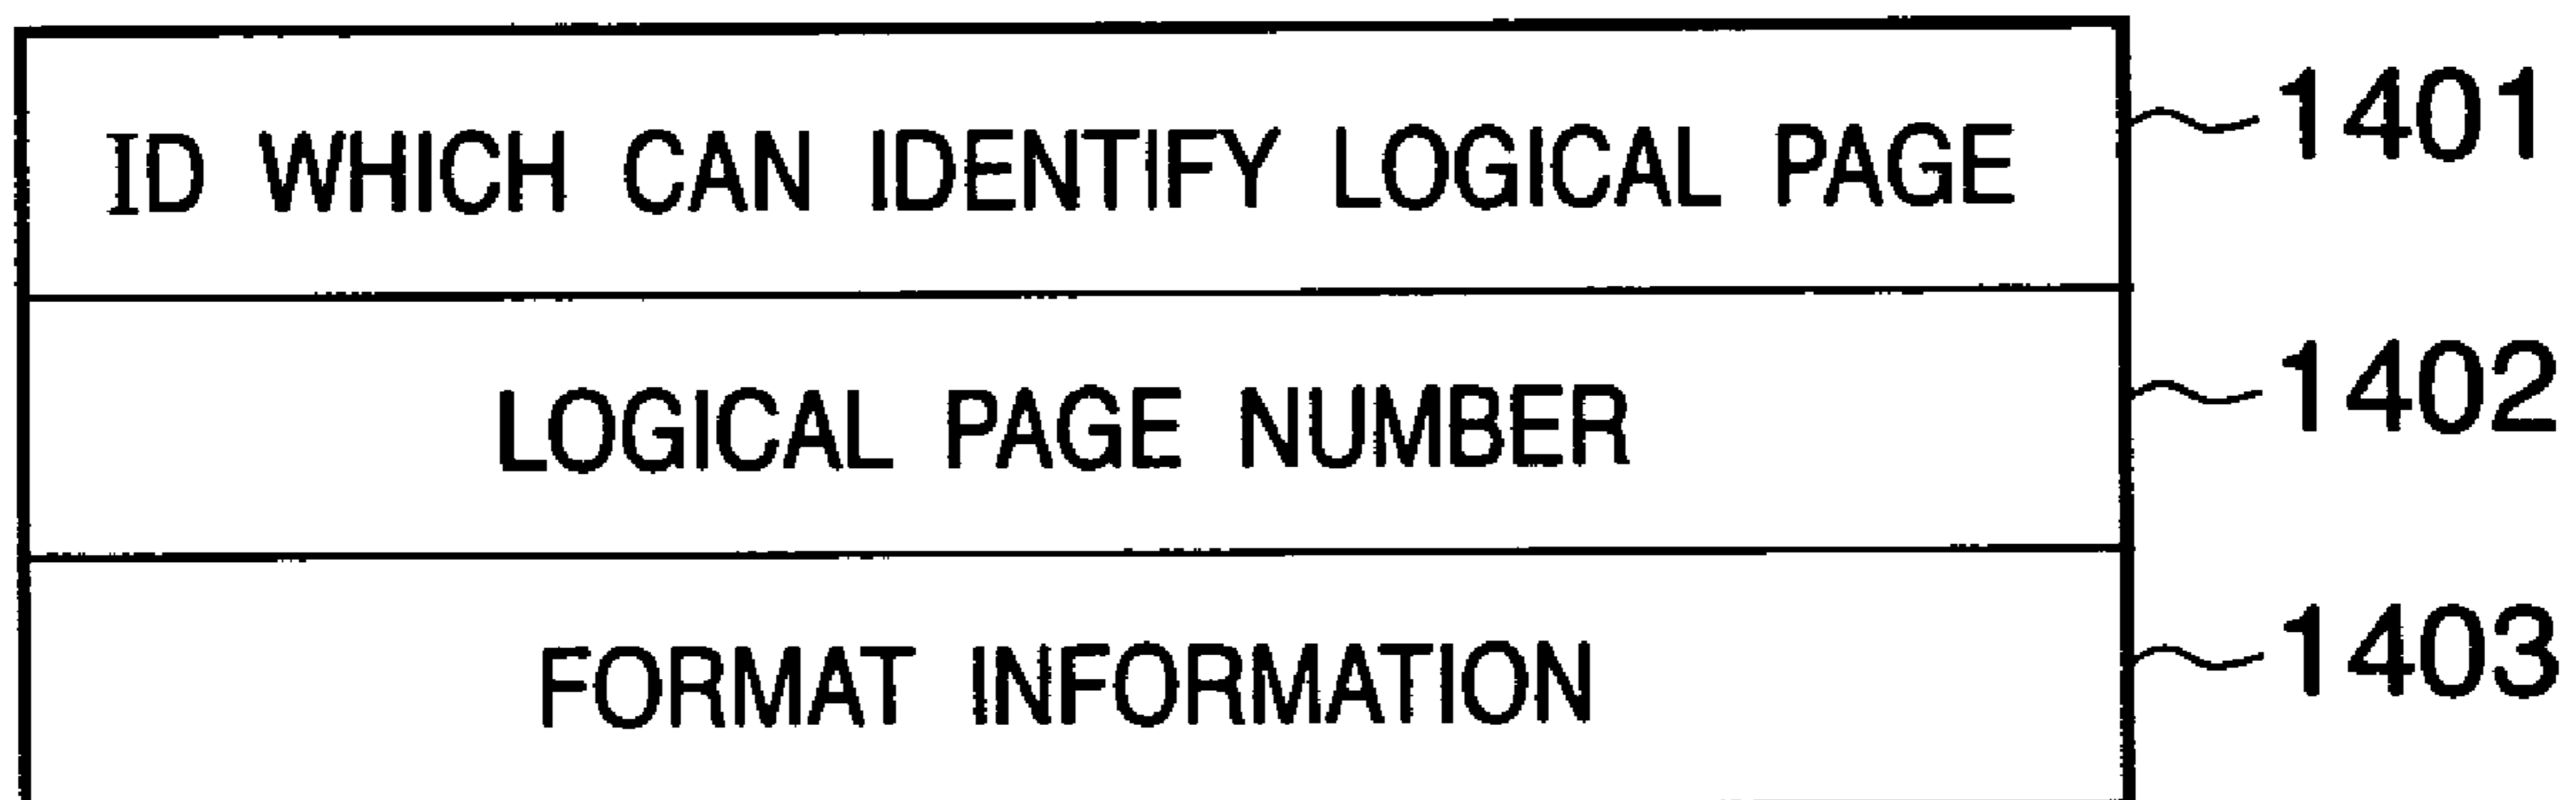 ID WHICH CAN IDENTIFY LOGICAL PAGE 1401
LOGICAL PAGE NUMBER 1402
FORMAT INFORMATION 1403